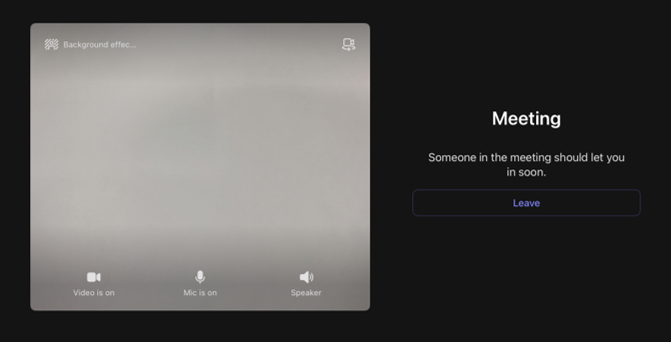 Background effec...
Meeting
Someone in the meeting should let you
in soon.
Leave
Video is on
Mic is on
Speaker